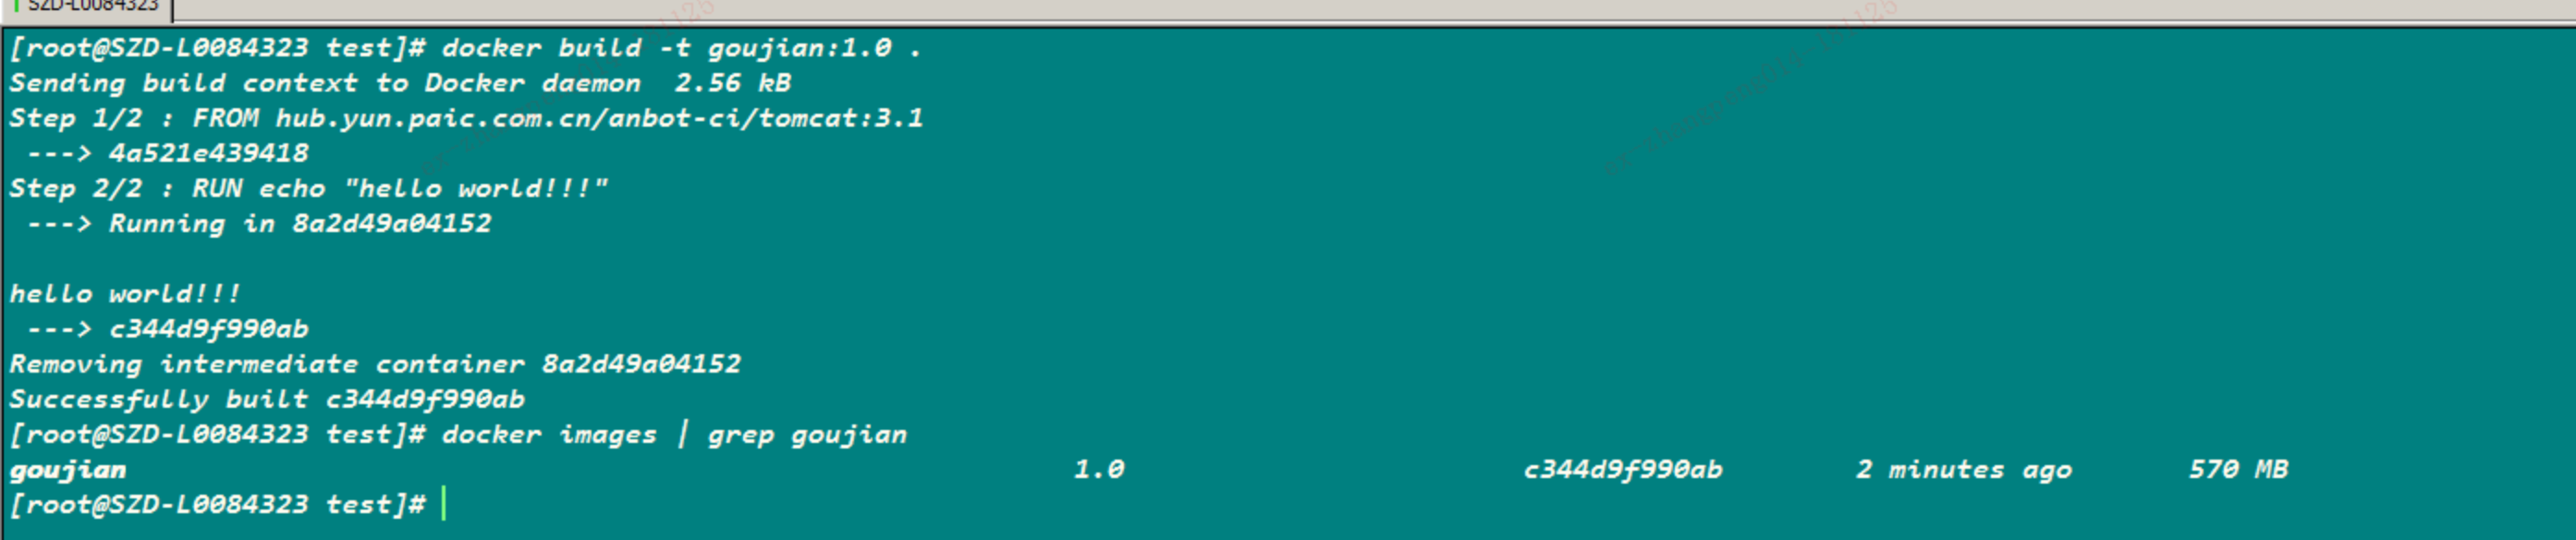 SZD-L0084323
[root@SZD-L0084323 test]# docker build -t goujian:1.0 .
Sending build context to Docker daemon  2.56 kB
Step 1/2 : FROM hub.yun.paic.com.cn/anbot-ci/tomcat:3.1
 ---> 4a521e439418
Step 2/2 : RUN echo "hello world!!!"
 ---> Running in 8a2d49a04152
hello world!!!
 ---> c344d9f990ab
Removing intermediate container 8a2d49a04152
Successfully built c344d9f990ab
[root@SZD-L0084323 test]# docker images | grep goujian
goujian 1.0 c344d9f990ab 2 minutes ago 570 MB
[root@SZD-L0084323 test]#